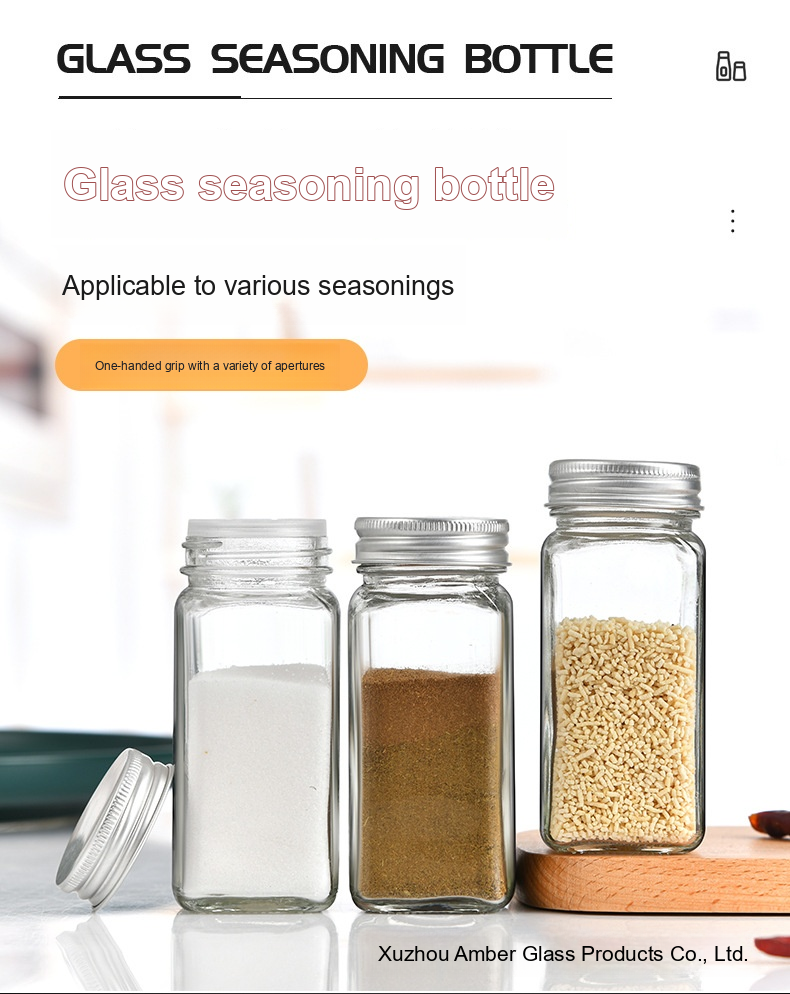 GLASS SEASONING BOTTLE
Glass seasoning bottle
Applicable to various seasonings
One-handed grip with a variety of apertures
Xuzhou Amber Glass Products Co., Ltd.